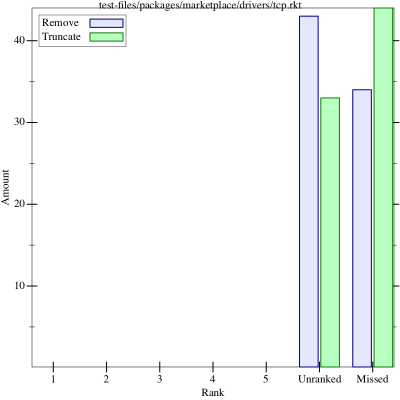 test-files/packages/marketplace/drivers/tcp.rkt
Remove
Truncate
40
30
20
10
Amount
1 2 3 4 5 Unranked Missed
Rank